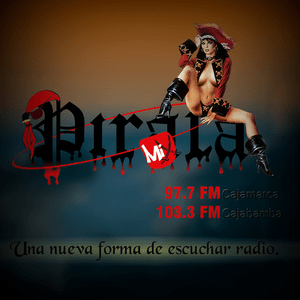 Pirata
Mi
97.7 FM Cajamarca
103.3 FM Cajabamba
Una nueva forma de escuchar radio.